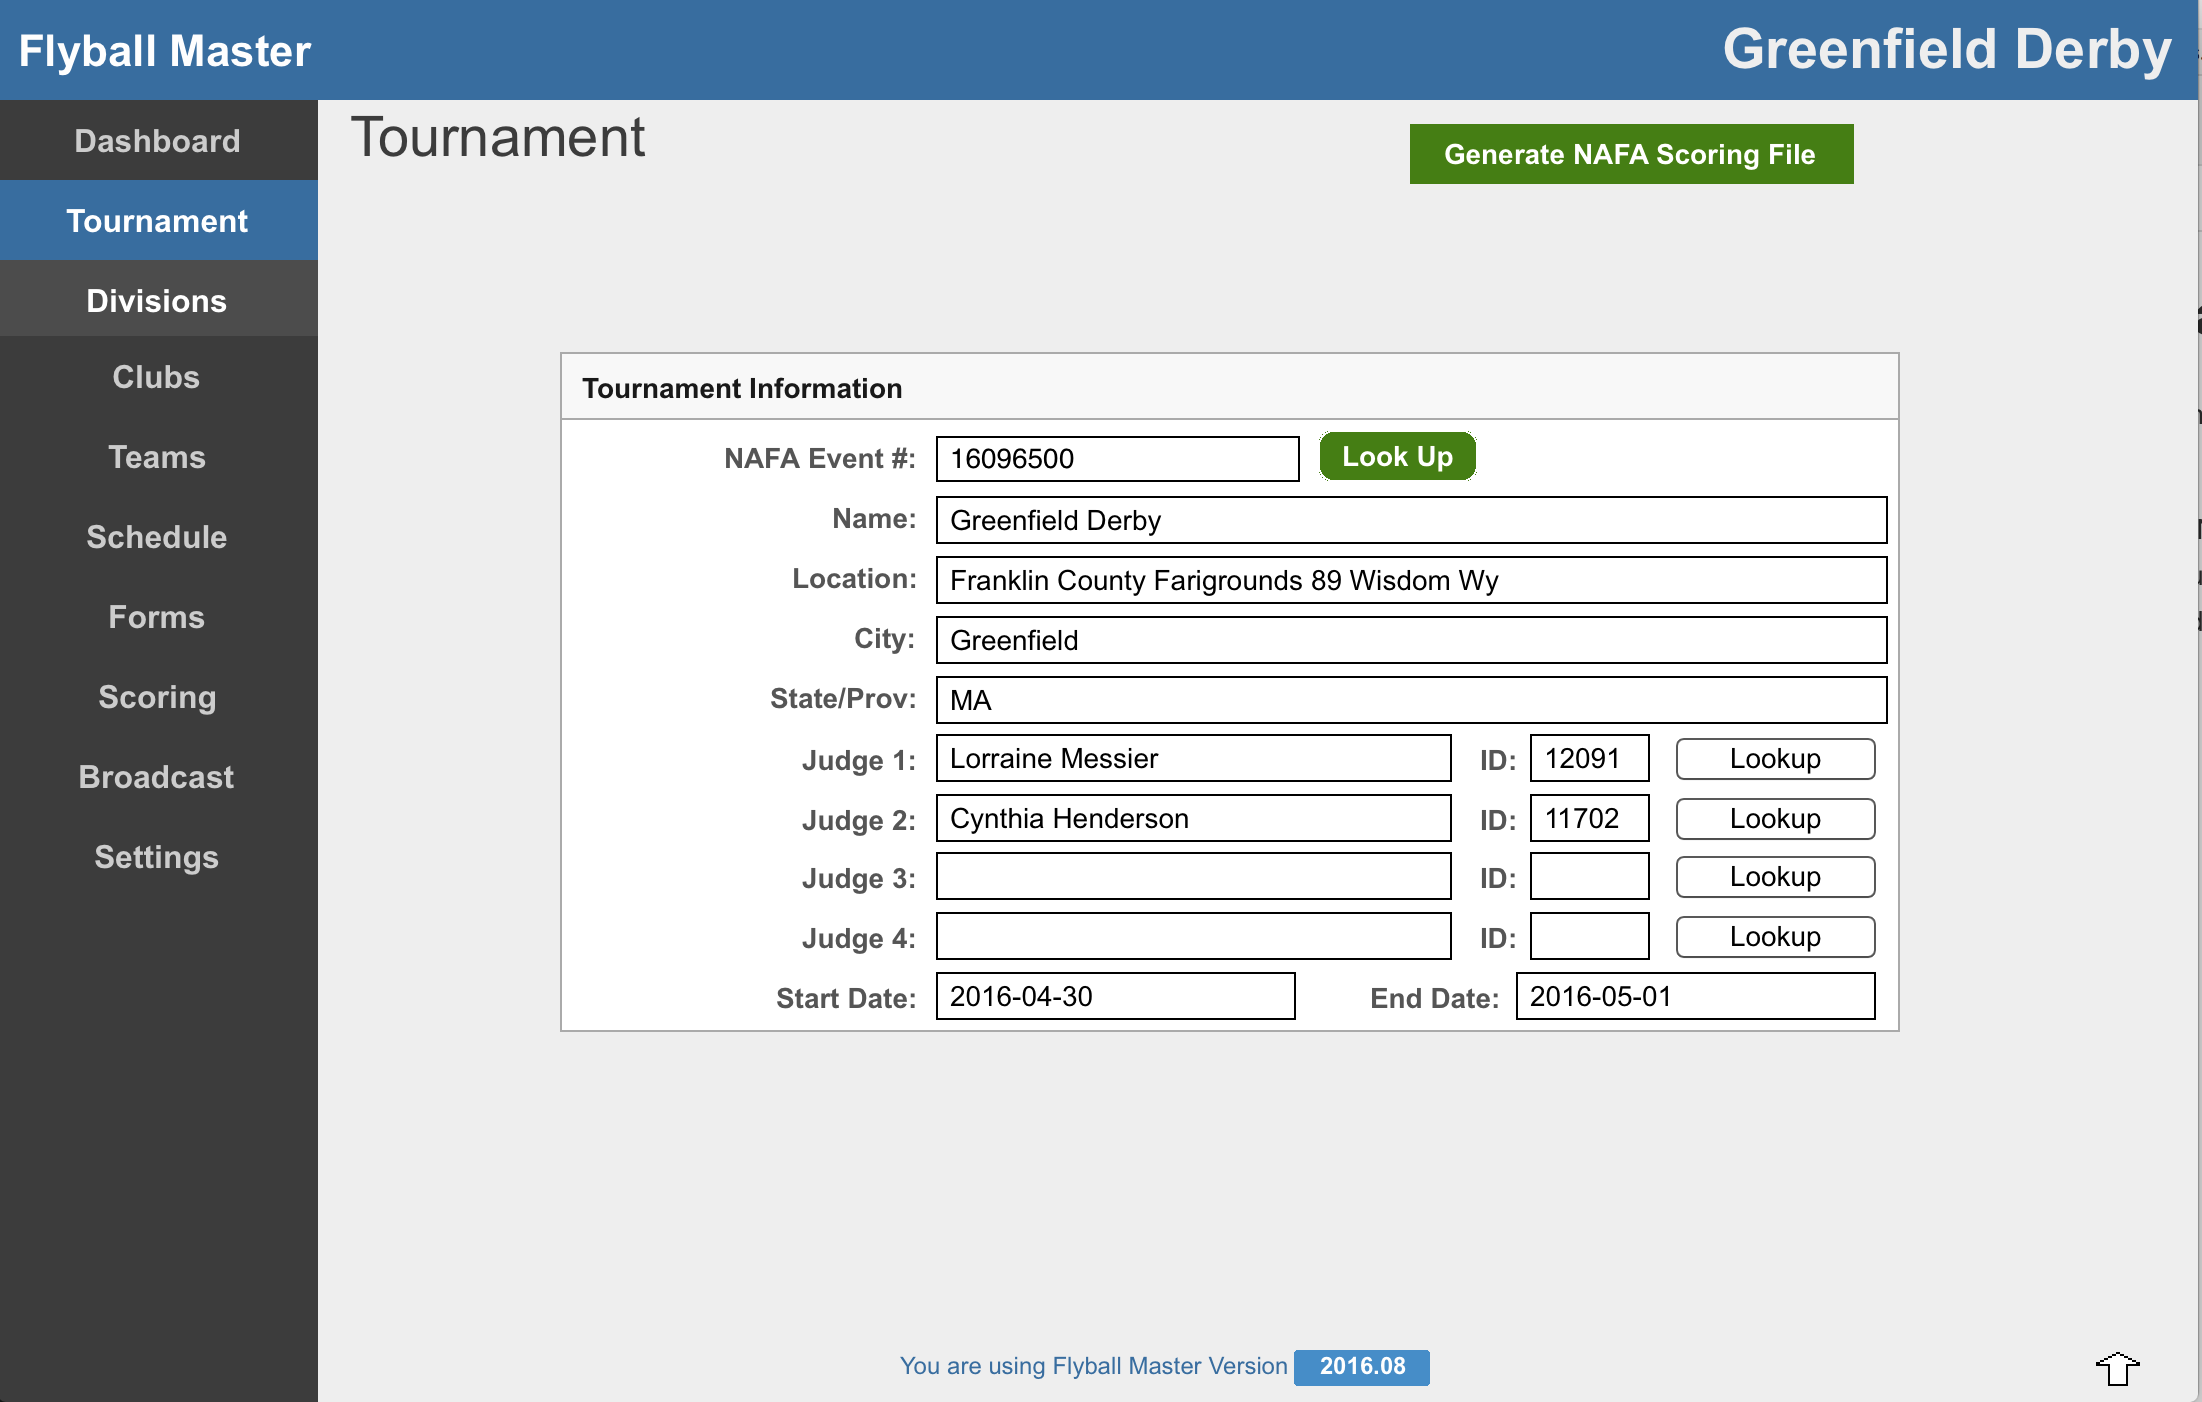 Flyball Master
Greenfield Derby
Dashboard
Tournament
Divisions
Clubs
Teams
Schedule
Forms
Scoring
Broadcast
Settings
Tournament
Generate NAFA Scoring File
Tournament Information
NAFA Event #: 16096500 Look Up
Name: Greenfield Derby
Location: Franklin County Farigrounds 89 Wisdom Wy
City: Greenfield
State/Prov: MA
Judge 1: Lorraine Messier ID: 12091 Lookup
Judge 2: Cynthia Henderson ID: 11702 Lookup
Judge 3: ID: Lookup
Judge 4: ID: Lookup
Start Date: 2016-04-30 End Date: 2016-05-01
You are using Flyball Master Version 2016.08